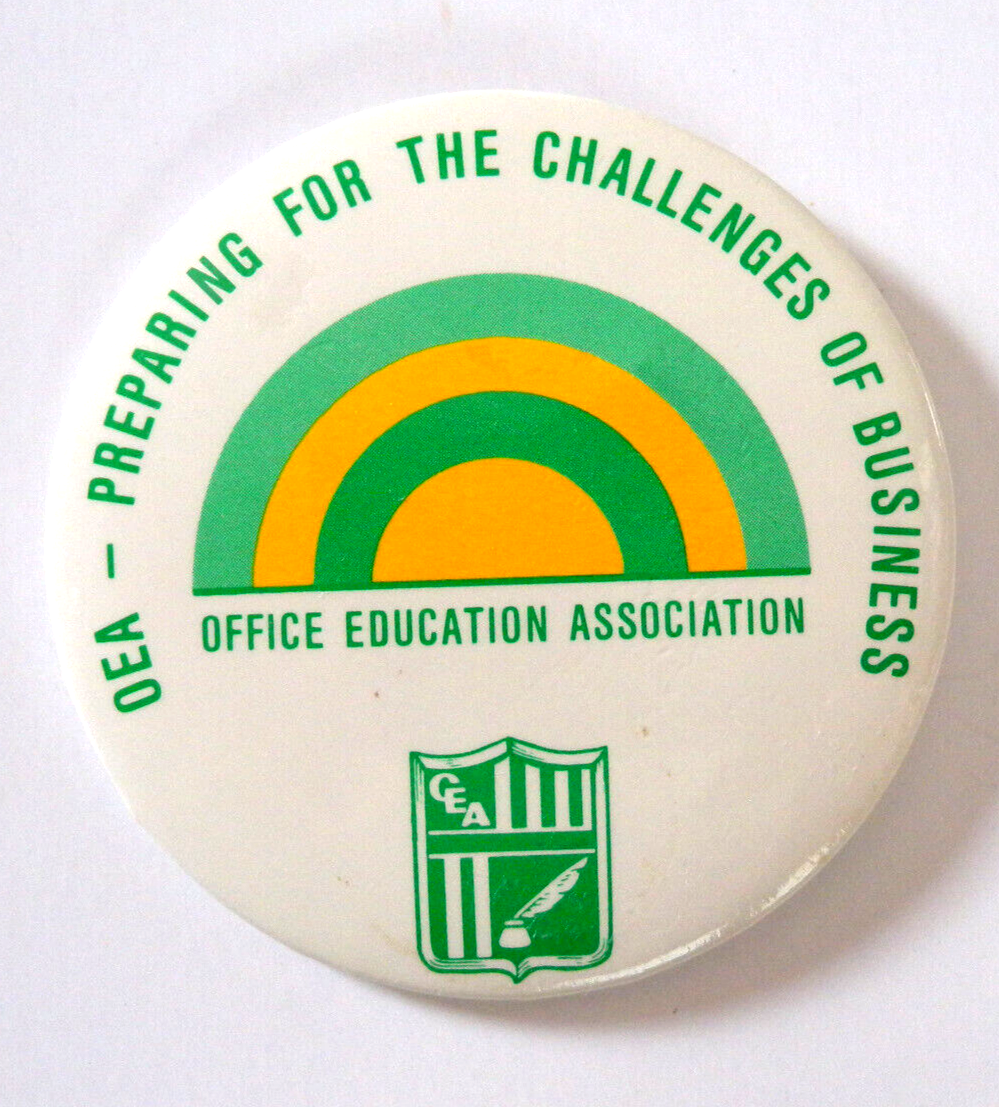 OEA – PREPARING FOR THE CHALLENGES OF BUSINESS
OFFICE EDUCATION ASSOCIATION
OEA